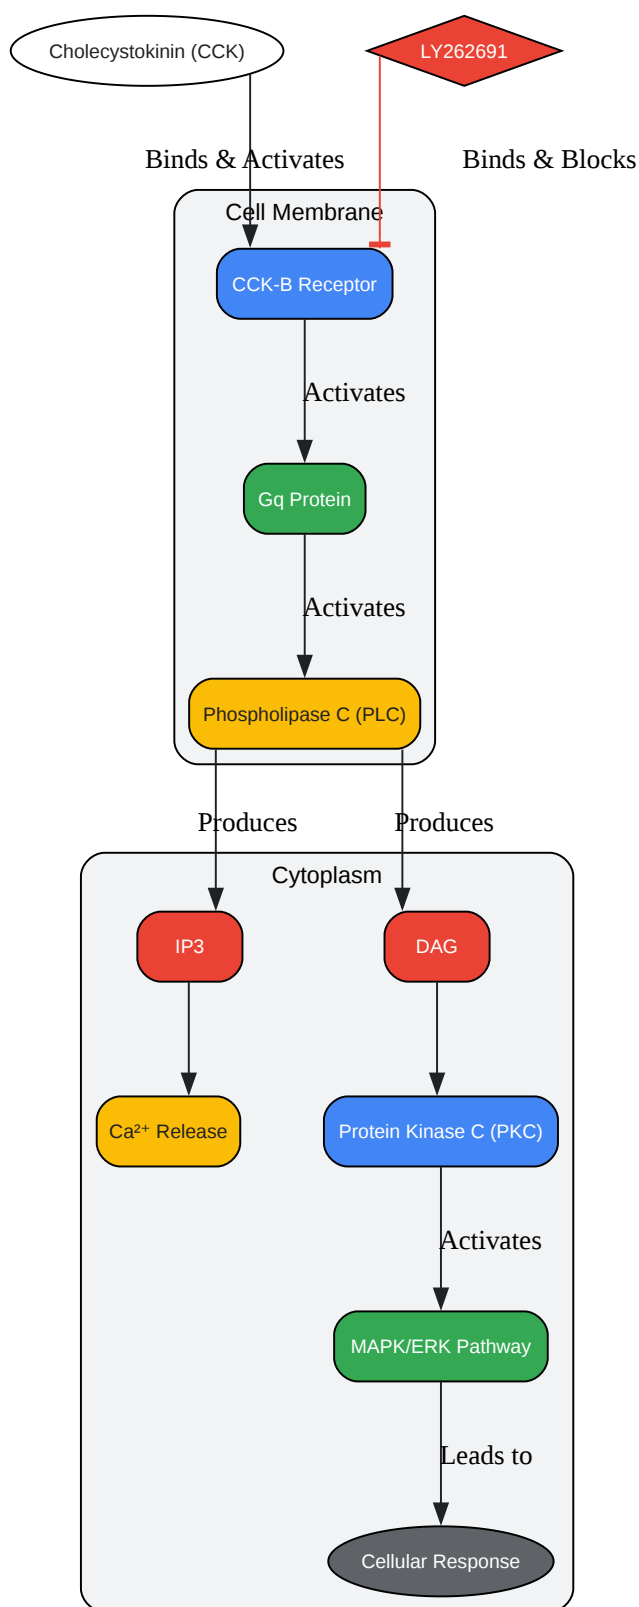 Cholecystokinin (CCK)
LY262691
Binds & Activates
Binds & Blocks
Cell Membrane
CCK-B Receptor
Activates
Gq Protein
Activates
Phospholipase C (PLC)
Produces
Produces
Cytoplasm
IP3
DAG
Ca²⁺ Release
Protein Kinase C (PKC)
Activates
MAPK/ERK Pathway
Leads to
Cellular Response